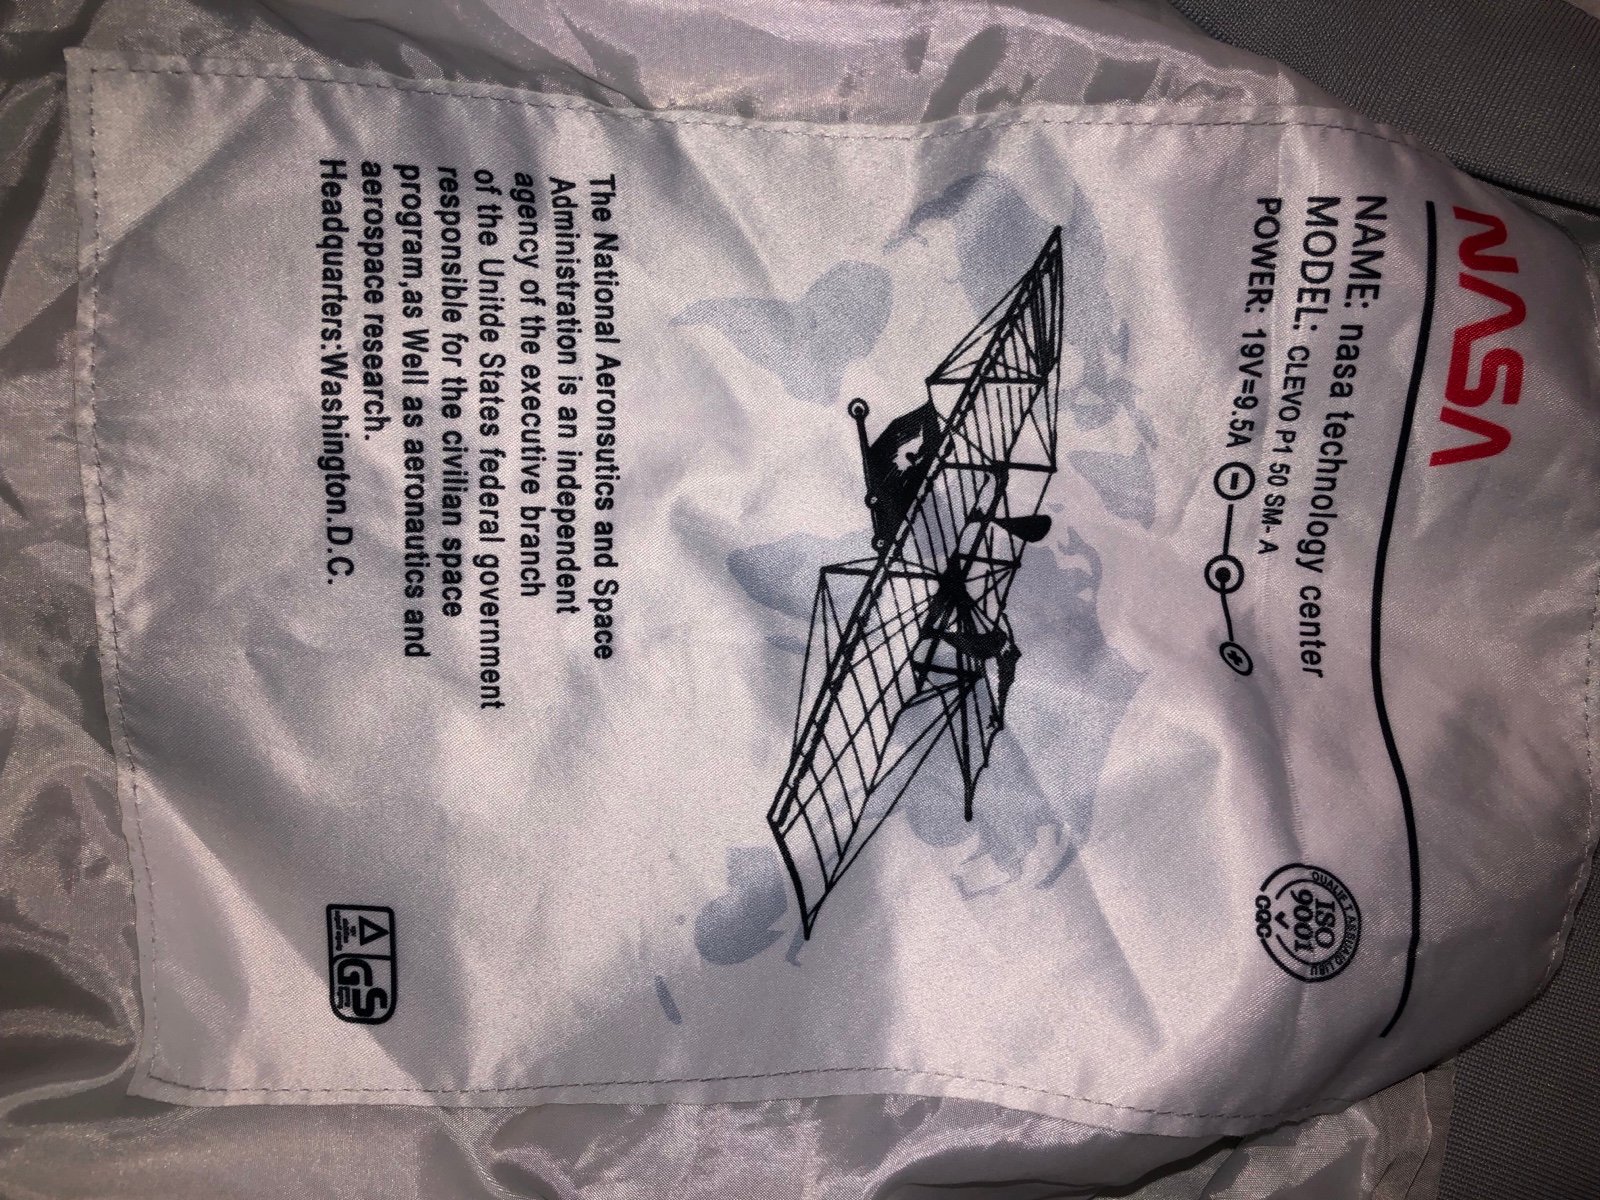 NASA
NAME: nasa technology center
MODEL: CLEVO P1 50 SM-A
POWER: 19V=9.5A
ISO
9001
CQC
The National Aeronsutics and Space
Administration is an independent
agency of the executive branch
of the Unitde States federal government
responsible for the civilian space
program,as Well as aeronautics and
aerospace research.
Headquarters:Washington.D.C.
GS